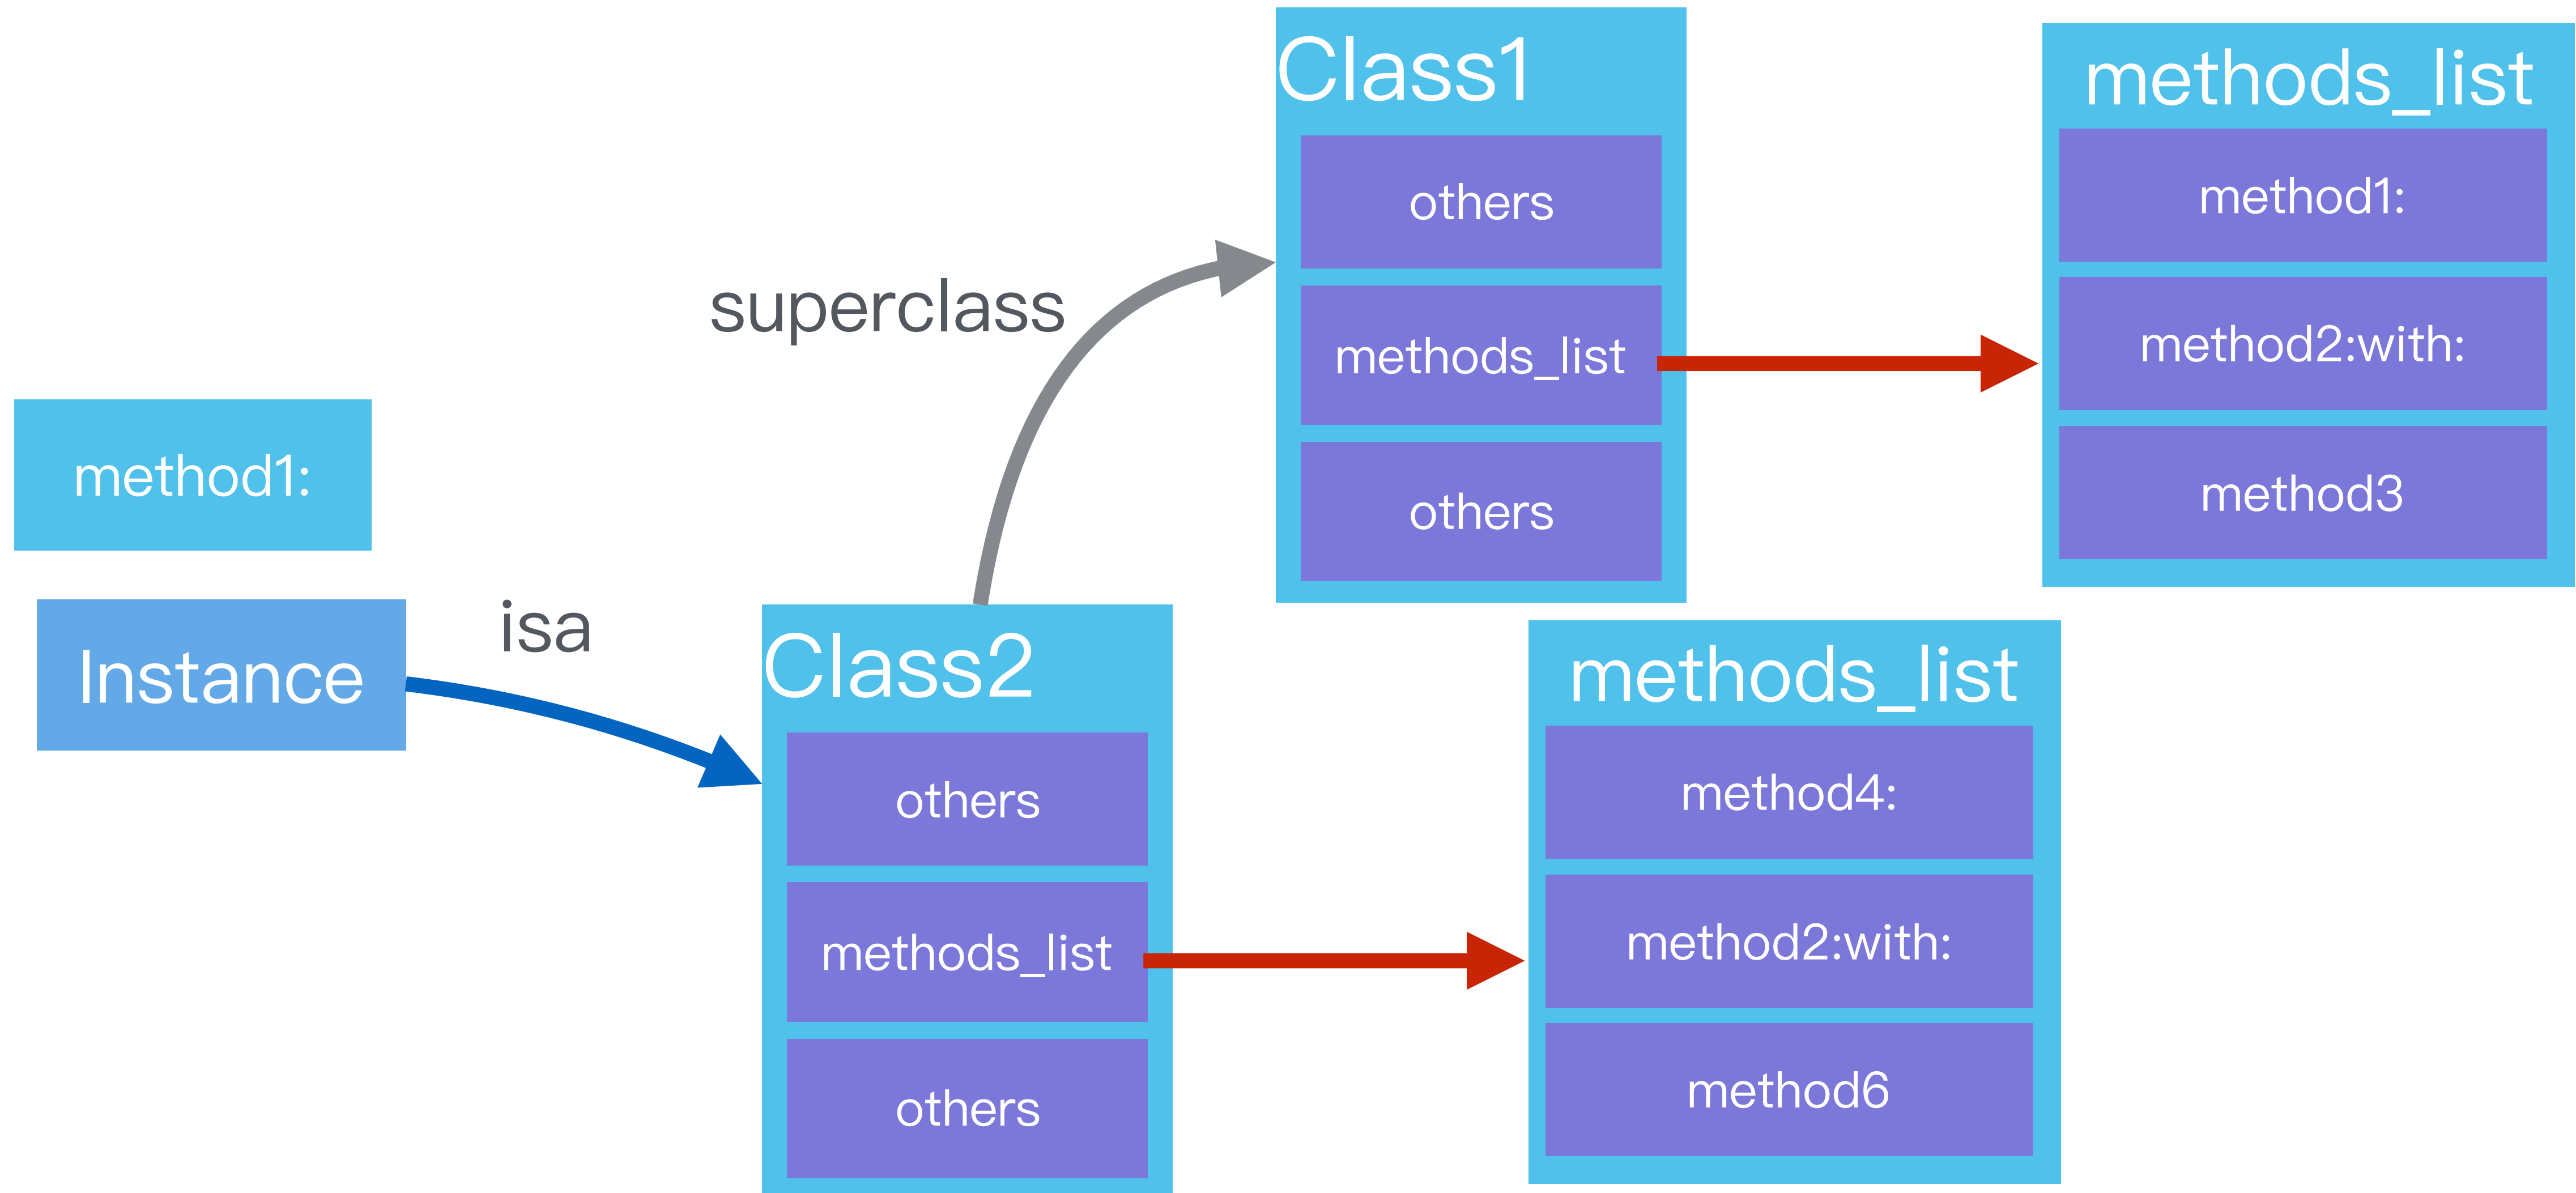 method1:
Instance
isa
superclass
Class2
others
methods_list
others
Class1
others
methods_list
others
methods_list
method1:
method2:with:
method3
methods_list
method4:
method2:with:
method6